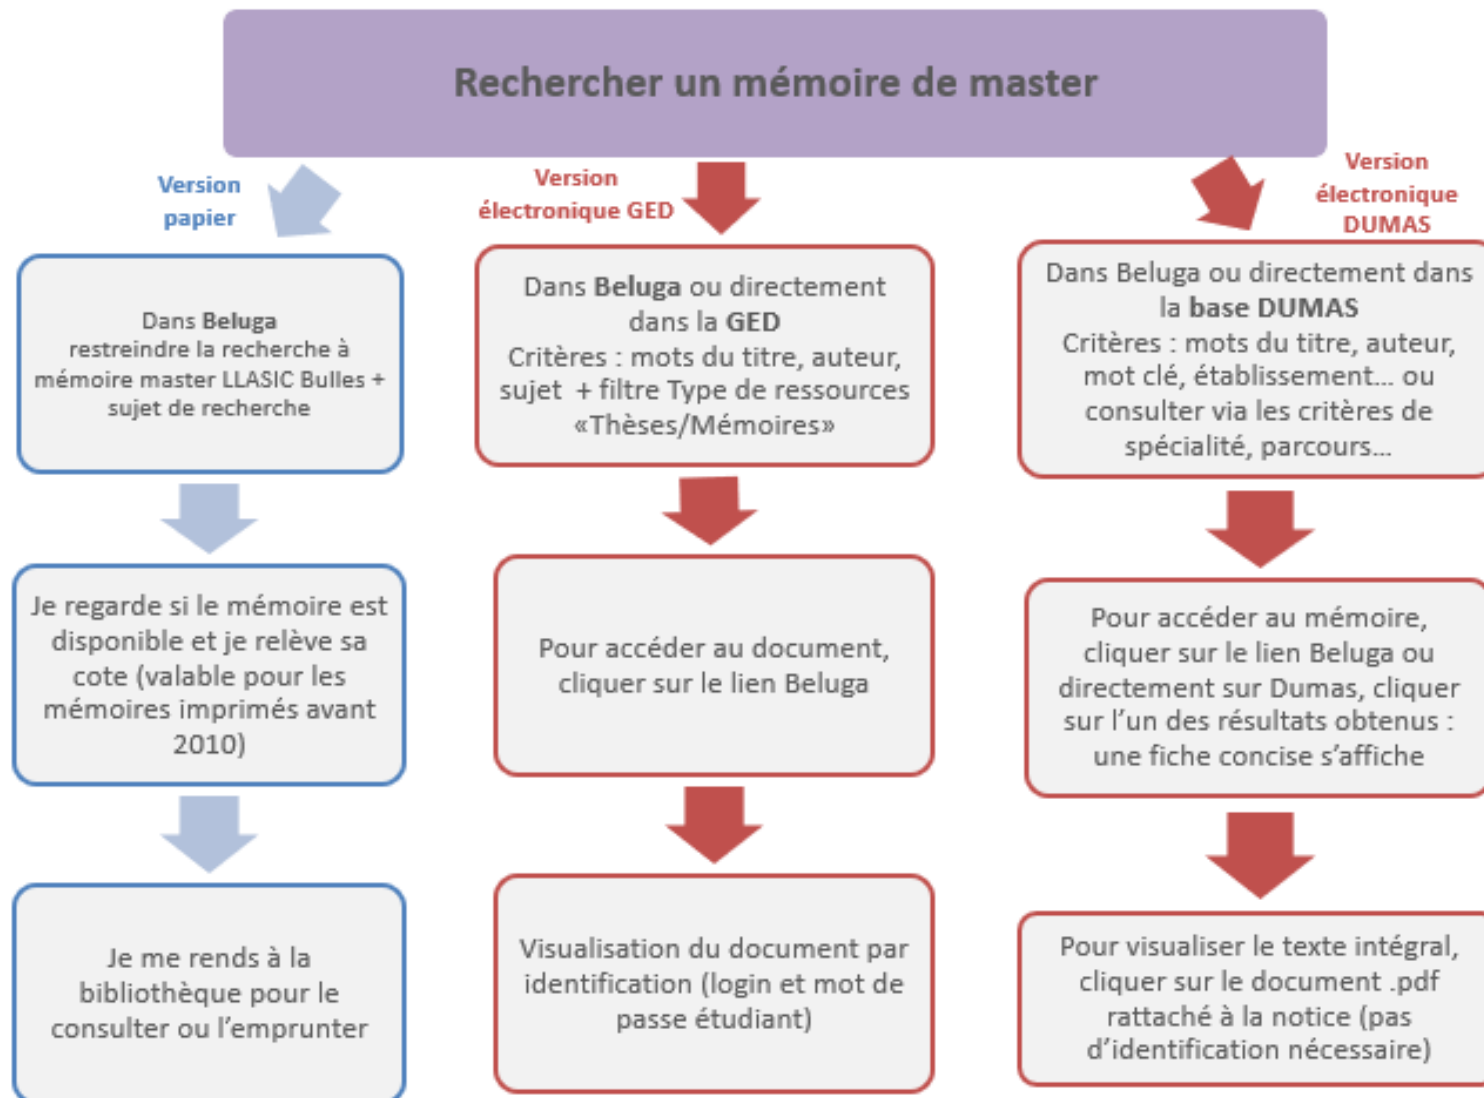 Rechercher un mémoire de master
Version
papier
Dans Beluga
restreindre la recherche à
mémoire master LLASIC Bulles +
sujet de recherche
Je regarde si le mémoire est
disponible et je relève sa
cote (valable pour les
mémoires imprimés avant
2010)
Je me rends à la
bibliothèque pour le
consulter ou l'emprunter
Version
électronique GED
Dans Beluga ou directement
dans la GED
Critères : mots du titre, auteur,
sujet + filtre Type de ressources
«Thèses/Mémoires»
Pour accéder au document,
cliquer sur le lien Beluga
Visualisation du document par
identification (login et mot de
passe étudiant)
Version
électronique
DUMAS
Dans Beluga ou directement dans
la base DUMAS
Critères : mots du titre, auteur,
mot clé, établissement... ou
consulter via les critères de
spécialité, parcours...
Pour accéder au mémoire,
cliquer sur le lien Beluga ou
directement sur Dumas, cliquer
sur l'un des résultats obtenus :
une fiche concise s'affiche
Pour visualiser le texte intégral,
cliquer sur le document .pdf
rattaché à la notice (pas
d'identification nécessaire)